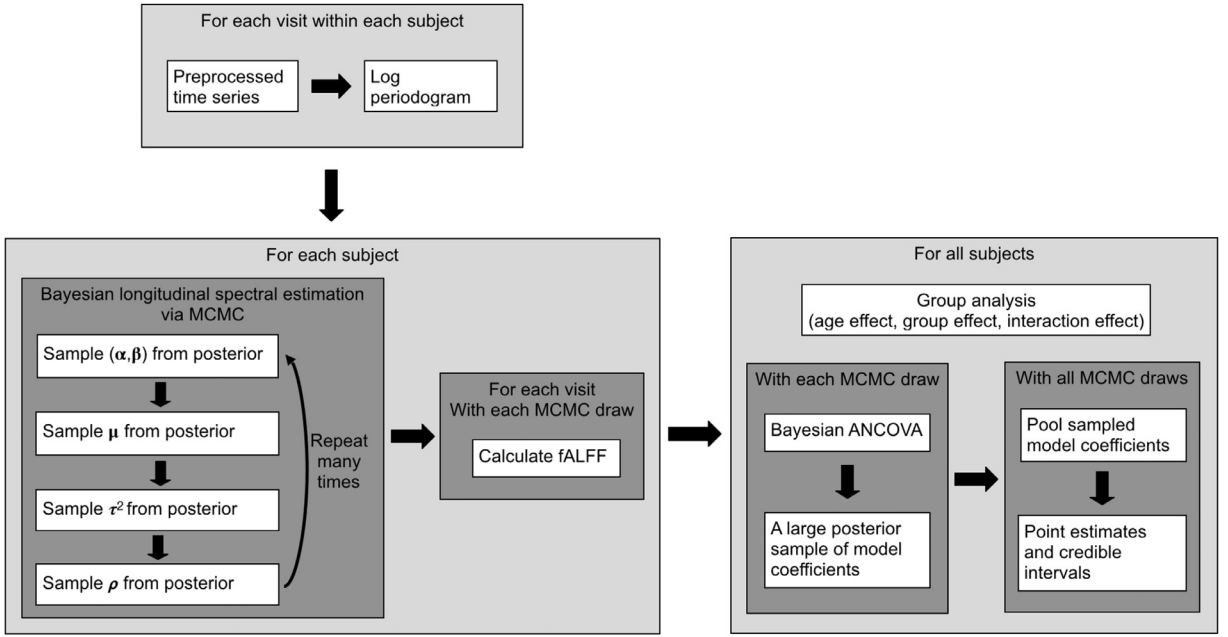 For each visit within each subject
Preprocessed
time series
Log
periodogram
For each subject
Bayesian longitudinal spectral estimation
via MCMC
Sample (α,β) from posterior
Sample μ from posterior
Sample τ² from posterior
Sample ρ from posterior
Repeat
many
times
For each visit
With each MCMC draw
Calculate fALFF
For all subjects
Group analysis
(age effect, group effect, interaction effect)
With each MCMC draw
Bayesian ANCOVA
A large posterior
sample of model
coefficients
With all MCMC draws
Pool sampled
model coefficients
Point estimates
and credible
intervals